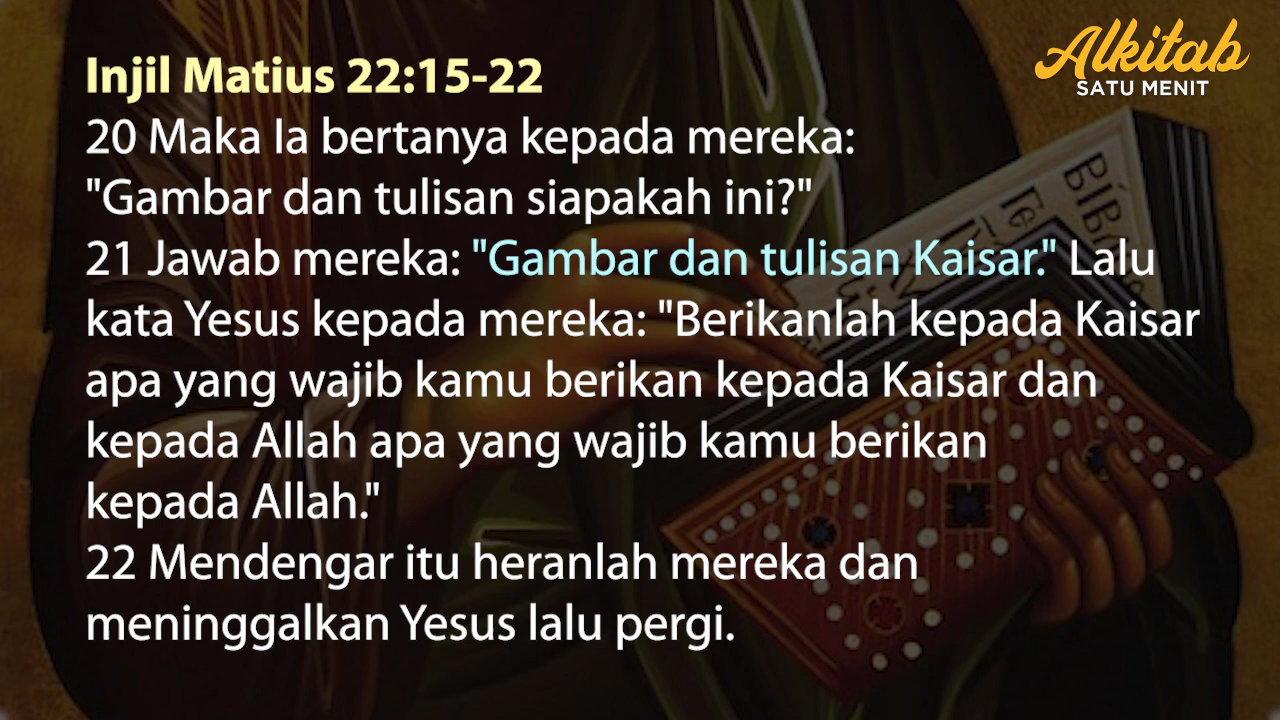 Alkitab
SATU MENIT
Injil Matius 22:15-22
20 Maka Ia bertanya kepada mereka:
"Gambar dan tulisan siapakah ini?"
21 Jawab mereka: "Gambar dan tulisan Kaisar." Lalu
kata Yesus kepada mereka: "Berikanlah kepada Kaisar
apa yang wajib kamu berikan kepada Kaisar dan
kepada Allah apa yang wajib kamu berikan
kepada Allah."
22 Mendengar itu heranlah mereka dan
meninggalkan Yesus lalu pergi.